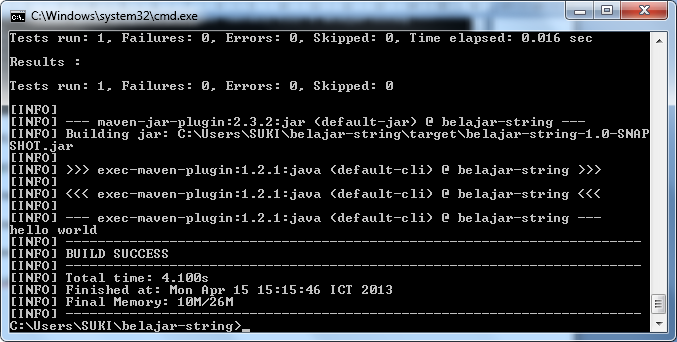 C:\Windows\system32\cmd.exe
Tests run: 1, Failures: 0, Errors: 0, Skipped: 0, Time elapsed: 0.016 sec
Results :
Tests run: 1, Failures: 0, Errors: 0, Skipped: 0
[INFO]
[INFO] --- maven-jar-plugin:2.3.2:jar (default-jar) @ belajar-string ---
[INFO] Building jar: C:\Users\SUKI\belajar-string\target\belajar-string-1.0-SNAP
SHOT.jar
[INFO]
[INFO] >>> exec-maven-plugin:1.2.1:java (default-cli) @ belajar-string >>>
[INFO]
[INFO] <<< exec-maven-plugin:1.2.1:java (default-cli) @ belajar-string <<<
[INFO]
[INFO] --- exec-maven-plugin:1.2.1:java (default-cli) @ belajar-string ---
hello world
[INFO] ------------------------------------------------------------------------
[INFO] BUILD SUCCESS
[INFO] ------------------------------------------------------------------------
[INFO] Total time: 4.100s
[INFO] Finished at: Mon Apr 15 15:15:46 ICT 2013
[INFO] Final Memory: 10M/26M
[INFO] ------------------------------------------------------------------------
C:\Users\SUKI\belajar-string>_